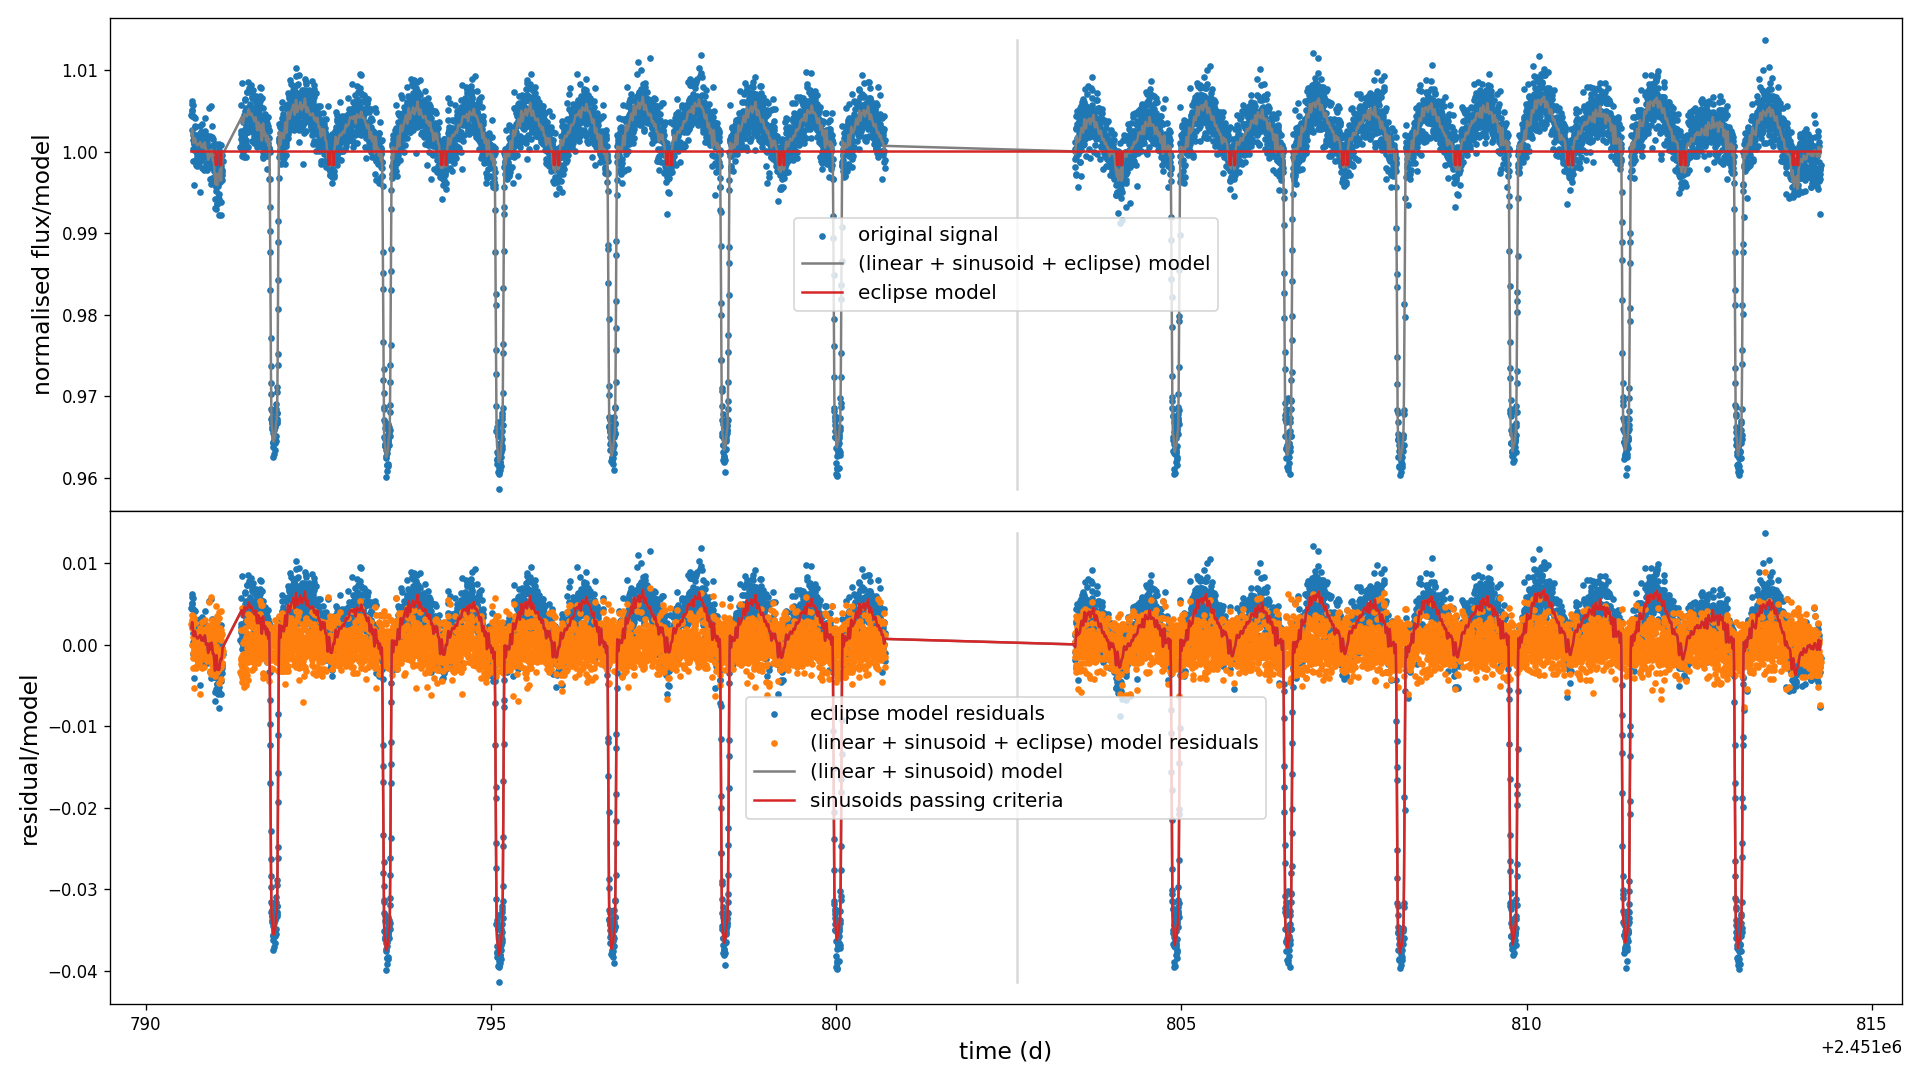 normalised flux/model
1.01
1.00
0.99
0.98
0.97
0.96
original signal
(linear + sinusoid + eclipse) model
eclipse model
residual/model
0.01
0.00
−0.01
−0.02
−0.03
−0.04
eclipse model residuals
(linear + sinusoid + eclipse) model residuals
(linear + sinusoid) model
sinusoids passing criteria
790 795 800 805 810 815
time (d)
+2.451e6